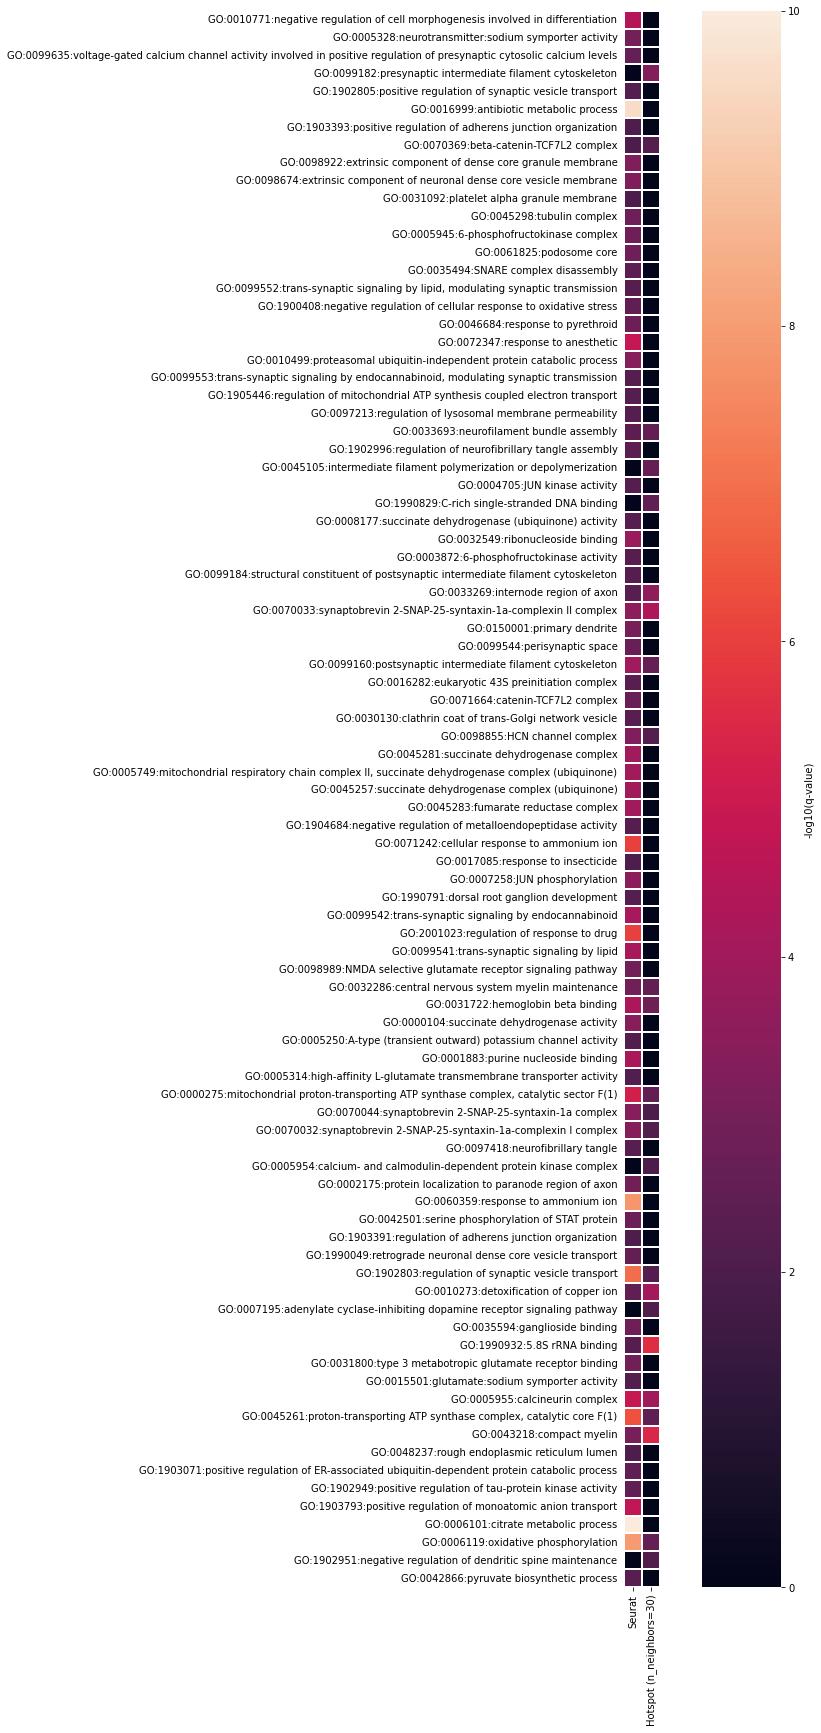 GO:0010771:negative regulation of cell morphogenesis involved in differentiation
GO:0005328:neurotransmitter:sodium symporter activity
GO:0099635:voltage-gated calcium channel activity involved in positive regulation of presynaptic cytosolic calcium levels
GO:0099182:presynaptic intermediate filament cytoskeleton
GO:1902805:positive regulation of synaptic vesicle transport
GO:0016999:antibiotic metabolic process
GO:1903393:positive regulation of adherens junction organization
GO:0070369:beta-catenin-TCF7L2 complex
GO:0098922:extrinsic component of dense core granule membrane
GO:0098674:extrinsic component of neuronal dense core vesicle membrane
GO:0031092:platelet alpha granule membrane
GO:0045298:tubulin complex
GO:0005945:6-phosphofructokinase complex
GO:0061825:podosome core
GO:0035494:SNARE complex disassembly
GO:0099552:trans-synaptic signaling by lipid, modulating synaptic transmission
GO:1900408:negative regulation of cellular response to oxidative stress
GO:0046684:response to pyrethroid
GO:0072347:response to anesthetic
GO:0010499:proteasomal ubiquitin-independent protein catabolic process
GO:0099553:trans-synaptic signaling by endocannabinoid, modulating synaptic transmission
GO:1905446:regulation of mitochondrial ATP synthesis coupled electron transport
GO:0097213:regulation of lysosomal membrane permeability
GO:0033693:neurofilament bundle assembly
GO:1902996:regulation of neurofibrillary tangle assembly
GO:0045105:intermediate filament polymerization or depolymerization
GO:0004705:JUN kinase activity
GO:1990829:C-rich single-stranded DNA binding
GO:0008177:succinate dehydrogenase (ubiquinone) activity
GO:0032549:ribonucleoside binding
GO:0003872:6-phosphofructokinase activity
GO:0099184:structural constituent of postsynaptic intermediate filament cytoskeleton
GO:0033269:internode region of axon
GO:0070033:synaptobrevin 2-SNAP-25-syntaxin-1a-complexin II complex
GO:0150001:primary dendrite
GO:0099544:perisynaptic space
GO:0099160:postsynaptic intermediate filament cytoskeleton
GO:0016282:eukaryotic 43S preinitiation complex
GO:0071664:catenin-TCF7L2 complex
GO:0030130:clathrin coat of trans-Golgi network vesicle
GO:0098855:HCN channel complex
GO:0045281:succinate dehydrogenase complex
GO:0005749:mitochondrial respiratory chain complex II, succinate dehydrogenase complex (ubiquinone)
GO:0045257:succinate dehydrogenase complex (ubiquinone)
GO:0045283:fumarate reductase complex
GO:1904684:negative regulation of metalloendopeptidase activity
GO:0071242:cellular response to ammonium ion
GO:0017085:response to insecticide
GO:0007258:JUN phosphorylation
GO:1990791:dorsal root ganglion development
GO:0099542:trans-synaptic signaling by endocannabinoid
GO:2001023:regulation of response to drug
GO:0099541:trans-synaptic signaling by lipid
GO:0098989:NMDA selective glutamate receptor signaling pathway
GO:0032286:central nervous system myelin maintenance
GO:0031722:hemoglobin beta binding
GO:0000104:succinate dehydrogenase activity
GO:0005250:A-type (transient outward) potassium channel activity
GO:0001883:purine nucleoside binding
GO:0005314:high-affinity L-glutamate transmembrane transporter activity
GO:0000275:mitochondrial proton-transporting ATP synthase complex, catalytic sector F(1)
GO:0070044:synaptobrevin 2-SNAP-25-syntaxin-1a complex
GO:0070032:synaptobrevin 2-SNAP-25-syntaxin-1a-complexin I complex
GO:0097418:neurofibrillary tangle
GO:0005954:calcium- and calmodulin-dependent protein kinase complex
GO:0002175:protein localization to paranode region of axon
GO:0060359:response to ammonium ion
GO:0042501:serine phosphorylation of STAT protein
GO:1903391:regulation of adherens junction organization
GO:1990049:retrograde neuronal dense core vesicle transport
GO:1902803:regulation of synaptic vesicle transport
GO:0010273:detoxification of copper ion
GO:0007195:adenylate cyclase-inhibiting dopamine receptor signaling pathway
GO:0035594:ganglioside binding
GO:1990932:5.8S rRNA binding
GO:0031800:type 3 metabotropic glutamate receptor binding
GO:0015501:glutamate:sodium symporter activity
GO:0005955:calcineurin complex
GO:0045261:proton-transporting ATP synthase complex, catalytic core F(1)
GO:0043218:compact myelin
GO:0048237:rough endoplasmic reticulum lumen
GO:1903071:positive regulation of ER-associated ubiquitin-dependent protein catabolic process
GO:1902949:positive regulation of tau-protein kinase activity
GO:1903793:positive regulation of monoatomic anion transport
GO:0006101:citrate metabolic process
GO:0006119:oxidative phosphorylation
GO:1902951:negative regulation of dendritic spine maintenance
GO:0042866:pyruvate biosynthetic process
Seurat
Hotspot (n_neighbors=30)
10
8
6
4
2
0
-log10(q-value)